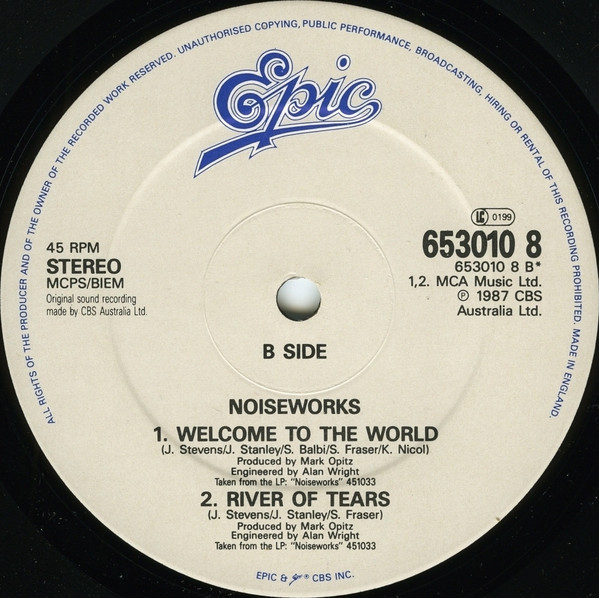 ALL RIGHTS OF THE PRODUCER AND OF THE OWNER OF THE RECORDED WORK RESERVED. UNAUTHORISED COPYING, PUBLIC PERFORMANCE, BROADCASTING, HIRING OR RENTAL OF THIS RECORDING PROHIBITED. MADE IN ENGLAND.
Epic
LC 0199
45 RPM
STEREO
MCPS/BIEM
Original sound recording
made by CBS Australia Ltd.
653010 8
653010 8 B*
1,2. MCA Music Ltd.
℗ 1987 CBS
Australia Ltd.
B SIDE
NOISEWORKS
1. WELCOME TO THE WORLD
(J. Stevens/J. Stanley/S. Balbi/S. Fraser/K. Nicol)
Produced by Mark Opitz
Engineered by Alan Wright
Taken from the LP: "Noiseworks" 451033
2. RIVER OF TEARS
(J. Stevens/J. Stanley/S. Fraser)
Produced by Mark Opitz
Engineered by Alan Wright
Taken from the LP: "Noiseworks" 451033
EPIC & ® CBS INC.